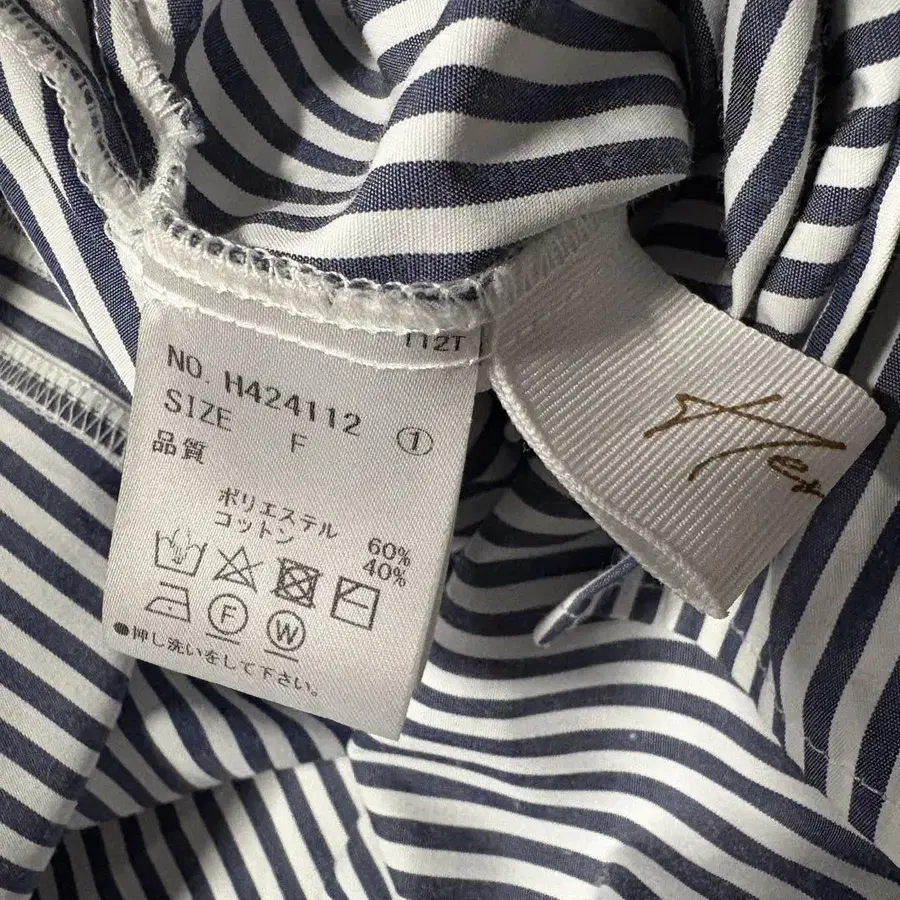 112T
NO. H424112
SIZE F ①
品質
ポリエステル 60%
コットン 40%
F W
●押し洗いをして下さい。